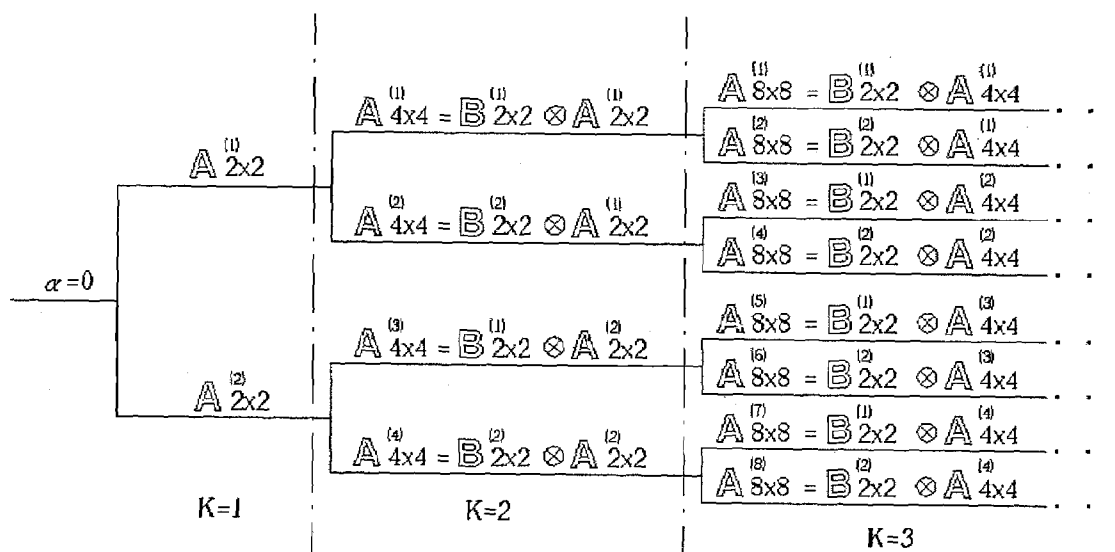 A⁽¹⁾8x8 = B⁽¹⁾2x2 ⊗ A⁽¹⁾4x4
A⁽¹⁾4x4 = B⁽¹⁾2x2 ⊗ A⁽¹⁾2x2
A⁽²⁾8x8 = B⁽²⁾2x2 ⊗ A⁽¹⁾4x4
A⁽¹⁾2x2
A⁽³⁾8x8 = B⁽¹⁾2x2 ⊗ A⁽²⁾4x4
A⁽²⁾4x4 = B⁽²⁾2x2 ⊗ A⁽¹⁾2x2
A⁽⁴⁾8x8 = B⁽²⁾2x2 ⊗ A⁽²⁾4x4
α=0
A⁽⁵⁾8x8 = B⁽¹⁾2x2 ⊗ A⁽³⁾4x4
A⁽³⁾4x4 = B⁽¹⁾2x2 ⊗ A⁽²⁾2x2
A⁽⁶⁾8x8 = B⁽²⁾2x2 ⊗ A⁽³⁾4x4
A⁽²⁾2x2
A⁽⁷⁾8x8 = B⁽¹⁾2x2 ⊗ A⁽⁴⁾4x4
A⁽⁴⁾4x4 = B⁽²⁾2x2 ⊗ A⁽²⁾2x2
A⁽⁸⁾8x8 = B⁽²⁾2x2 ⊗ A⁽⁴⁾4x4
K=1
K=2
K=3